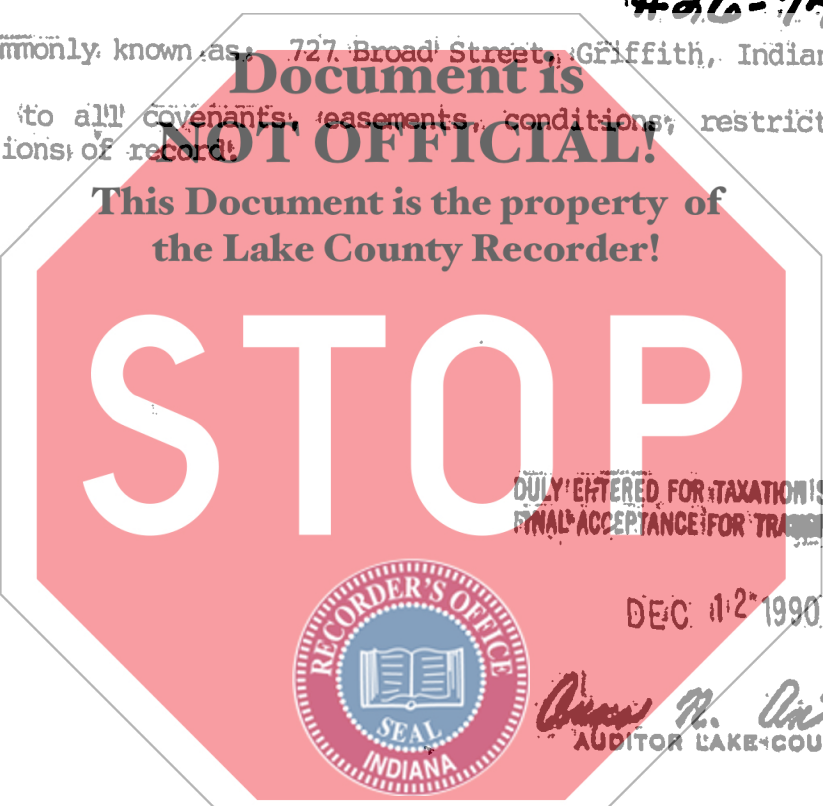 #26-
mmonly known as: 727 Broad Street, Griffith, Indian
Document is
to all covenants, easements, conditions, restrict
NOT OFFICIAL!
ions of record.
This Document is the property of
the Lake County Recorder!
STOP
DULY ENTERED FOR TAXATION
FINAL ACCEPTANCE FOR
DEC 12 1990
RECORDER'S OFFICE
SEAL
INDIANA
AUDITOR LAKE COU